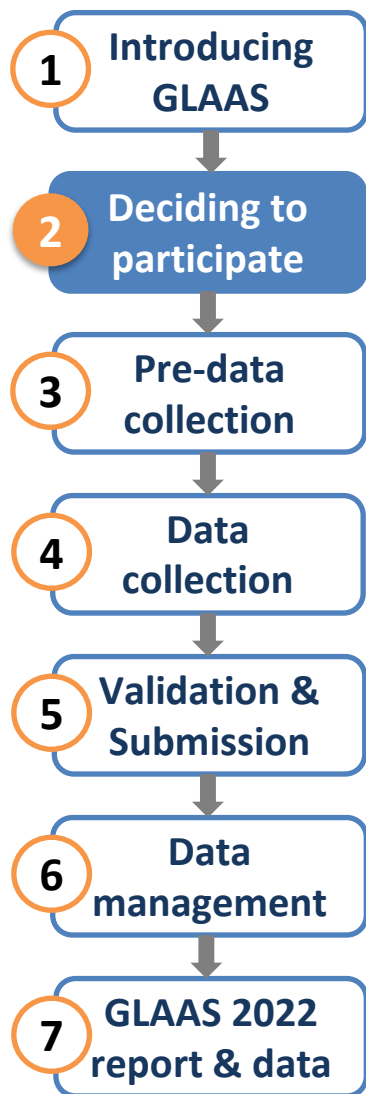 1
Introducing
GLAAS
2
Deciding to
participate
3
Pre-data
collection
4
Data
collection
5
Validation &
Submission
6
Data
management
7
GLAAS 2022
report & data